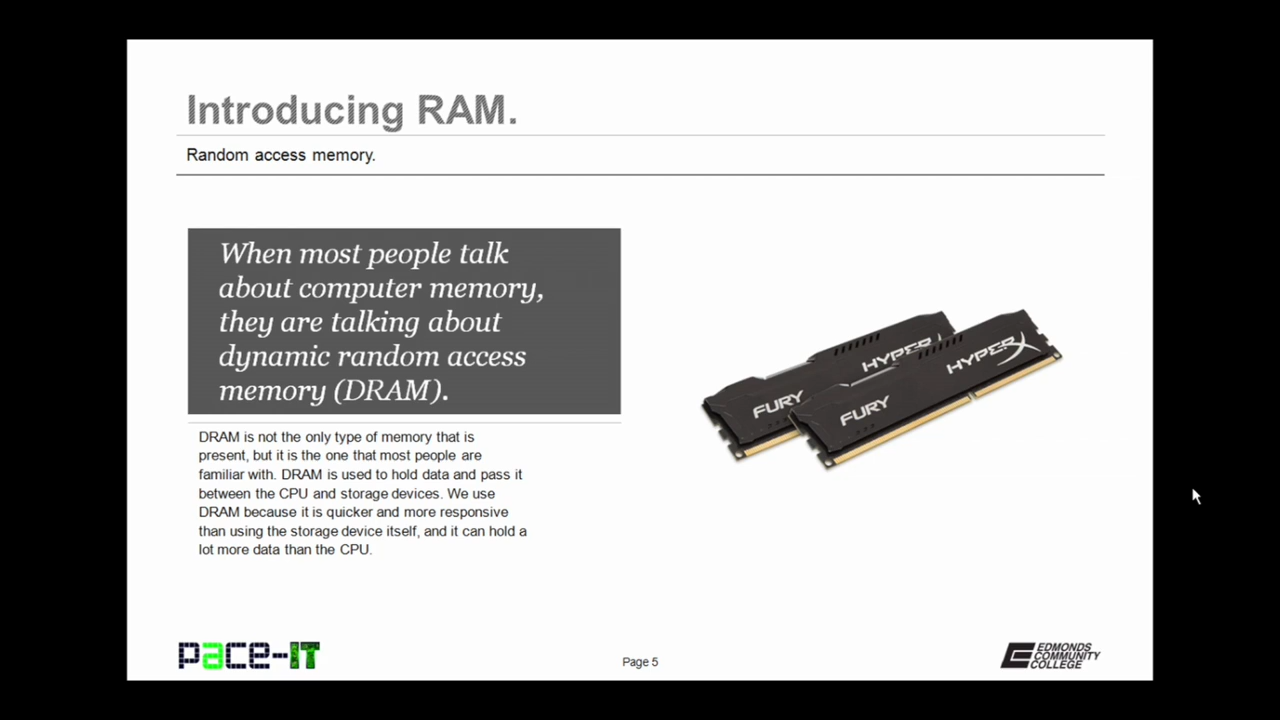 Introducing RAM.
Random access memory.
When most people talk
about computer memory,
they are talking about
dynamic random access
memory (DRAM).
DRAM is not the only type of memory that is
present, but it is the one that most people are
familiar with. DRAM is used to hold data and pass it
between the CPU and storage devices. We use
DRAM because it is quicker and more responsive
than using the storage device itself, and it can hold a
lot more data than the CPU.
HYPERX
FURY
HYPERX
FURY
pace-IT
Page 5
EDMONDS
COMMUNITY
COLLEGE